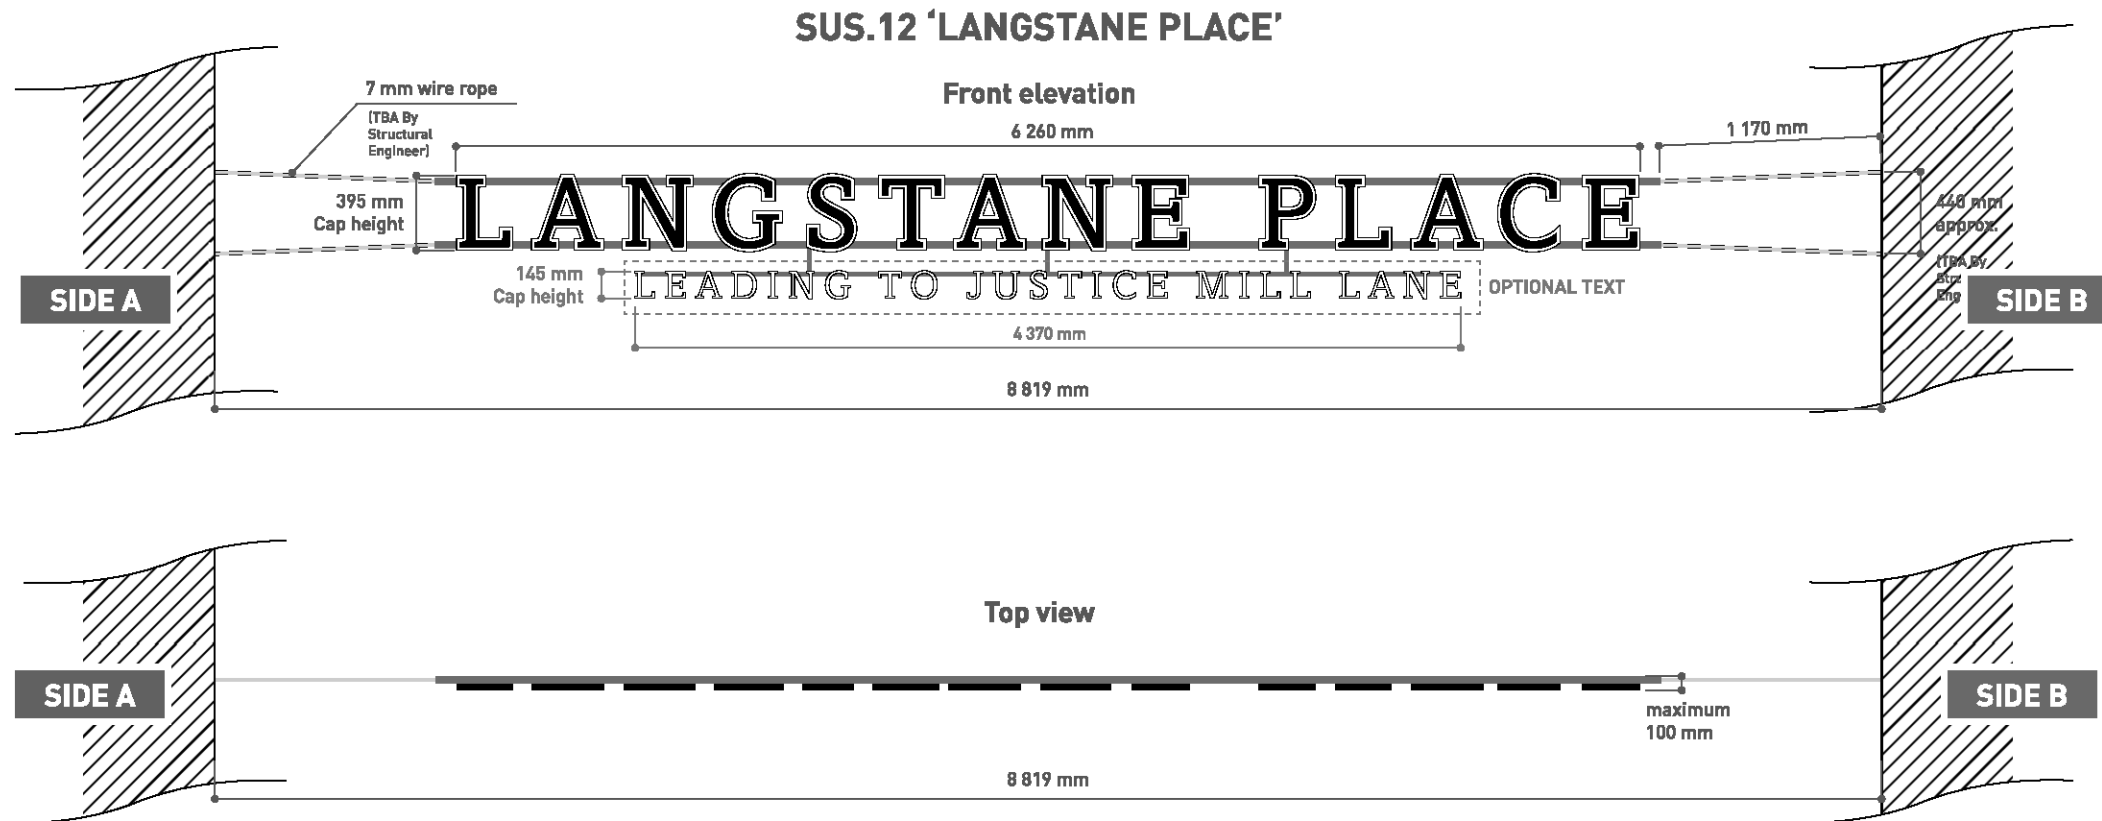 SUS.12 ‘LANGSTANE PLACE’
Front elevation
7 mm wire rope
(TBA By
Structural
Engineer)
6 260 mm
1 170 mm
395 mm
Cap height
LANGSTANE PLACE
440 mm
approx.
(TBA By
145 mm
Cap height
LEADING TO JUSTICE MILL LANE
OPTIONAL TEXT
SIDE A
SIDE B
4 370 mm
8 819 mm
Top view
SIDE A
SIDE B
maximum
100 mm
8 819 mm